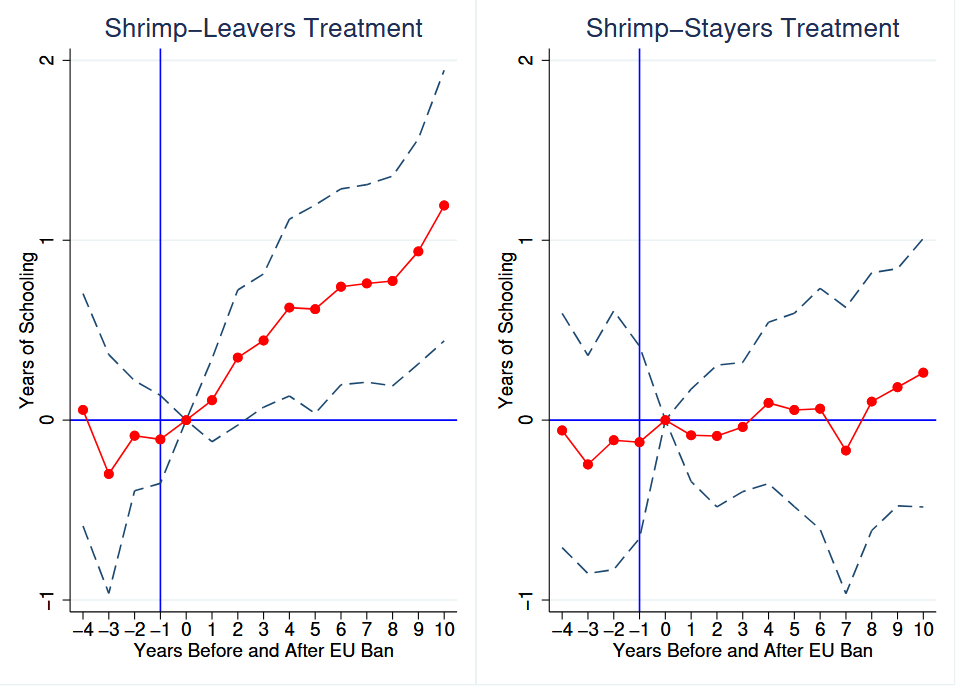 Shrimp−Leavers Treatment
Years of Schooling
2
1
0
−1
−4 −3 −2 −1 0 1 2 3 4 5 6 7 8 9 10
Years Before and After EU Ban
Shrimp−Stayers Treatment
Years of Schooling
2
1
0
−1
−4 −3 −2 −1 0 1 2 3 4 5 6 7 8 9 10
Years Before and After EU Ban